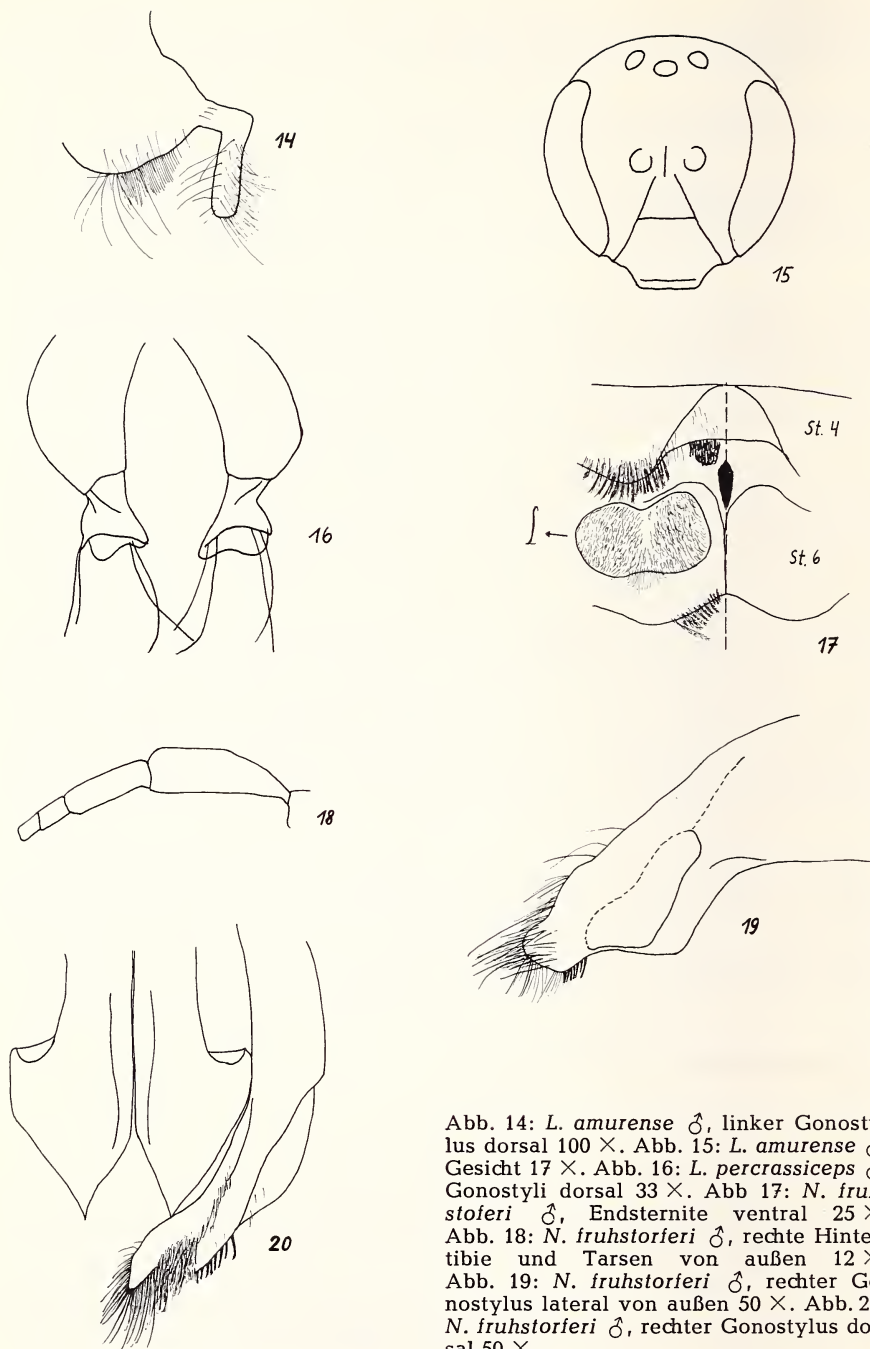 14
15
16
St. 4
St. 6
17
18
19
20
Abb. 14: L. amurense ♂, linker Gonosty
lus dorsal 100 ×. Abb. 15: L. amurense ♂
Gesicht 17 ×. Abb. 16: L. percrassiceps ♂
Gonostyli dorsal 33 ×. Abb 17: N. fru
stoferi ♂, Endsternite ventral 25 ×
Abb. 18: N. fruhstorferi ♂, rechte Hinte
tibie und Tarsen von außen 12 ×
Abb. 19: N. fruhstorferi ♂, rechter Go
nostylus lateral von außen 50 ×. Abb. 2
N. fruhstorferi ♂, rechter Gonostylus do
sal 50 ×